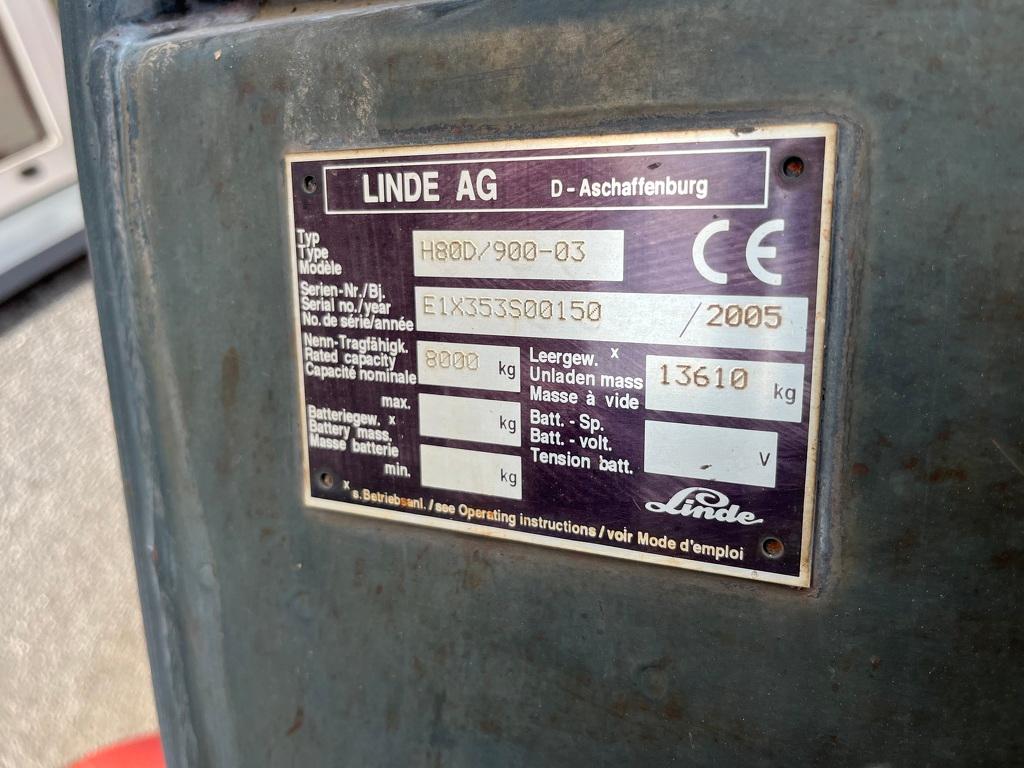 LINDE AG D - Aschaffenburg
Typ
Type
Modèle
H80D/900-03
CE
Serien-Nr./Bj.
Serial no./year
No. de série/année
E1X353S00150 /2005
Nenn-Tragfähigk.
Rated capacity
Capacité nominale
8000 kg
Leergew. x
Unladen mass
Masse à vide
13610 kg
max.
Batteriegew. x
Battery mass.
Masse batterie
min.
kg
kg
Batt. - Sp.
Batt. - volt.
Tension batt.
V
Linde
x s. Betriebsanl. / see Operating instructions / voir Mode d'emploi